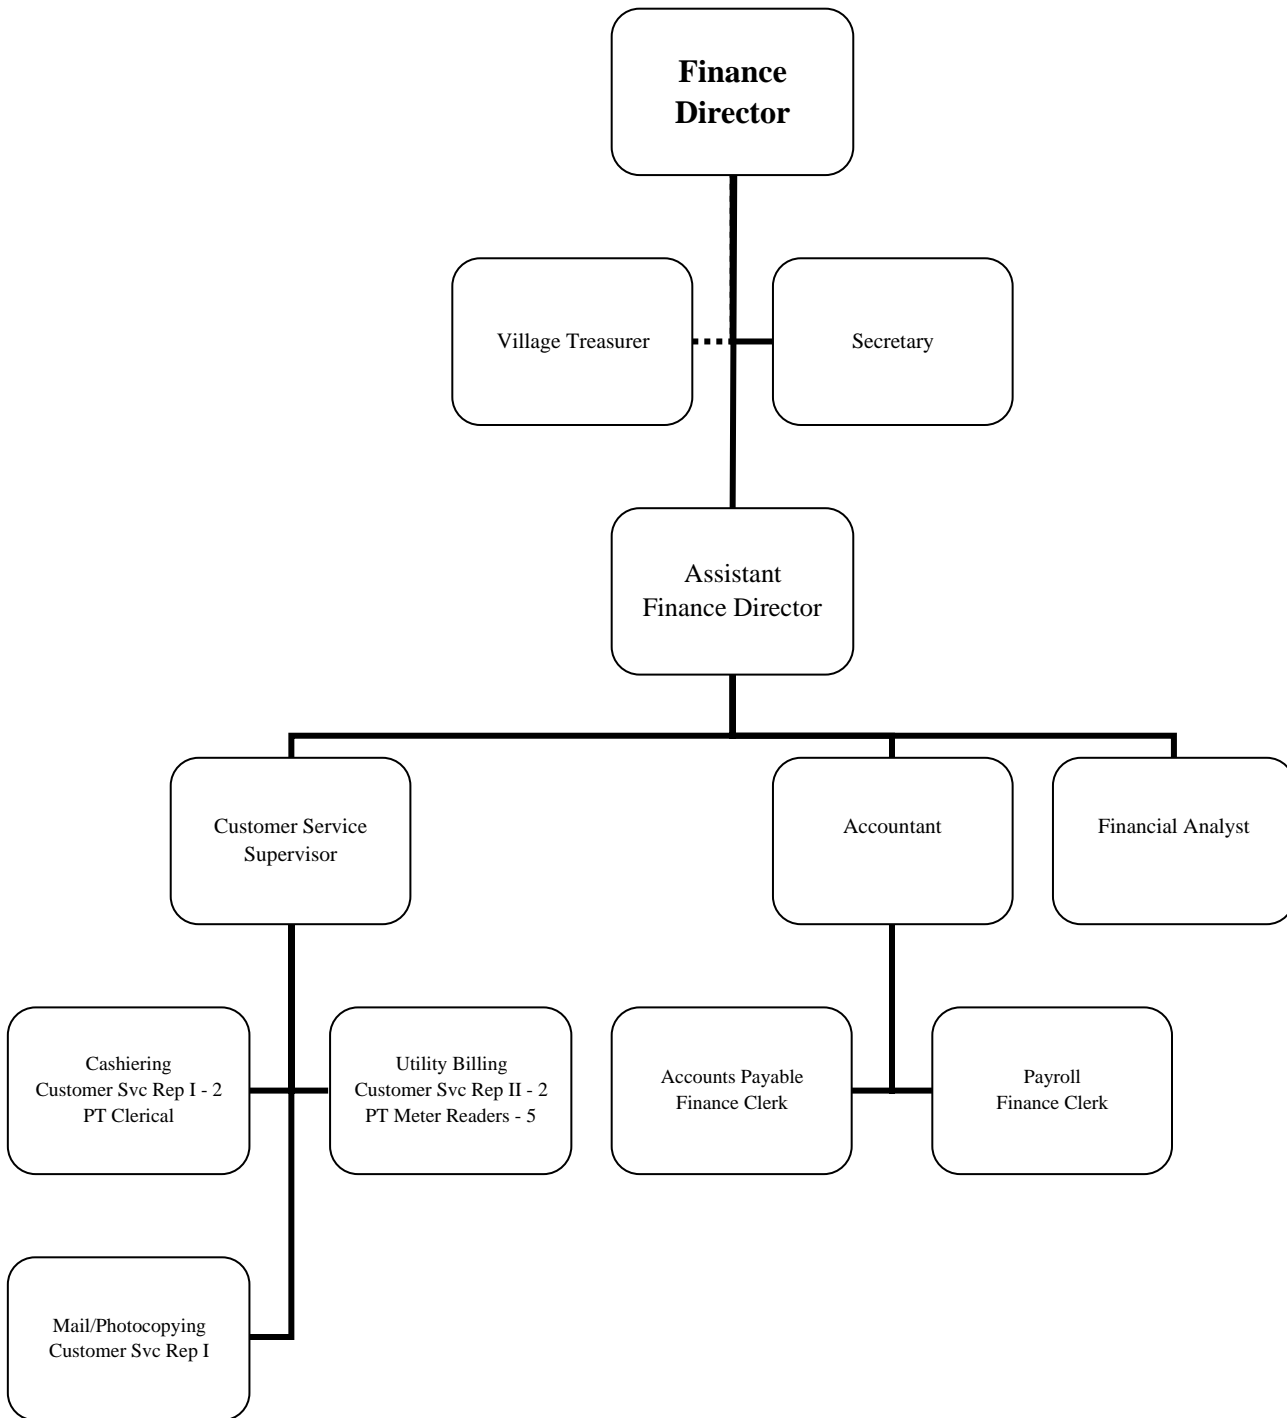 Finance
Director
Village Treasurer
Secretary
Assistant
Finance Director
Customer Service
Supervisor
Accountant
Financial Analyst
Cashiering
Customer Svc Rep I - 2
PT Clerical
Utility Billing
Customer Svc Rep II - 2
PT Meter Readers - 5
Accounts Payable
Finance Clerk
Payroll
Finance Clerk
Mail/Photocopying
Customer Svc Rep I